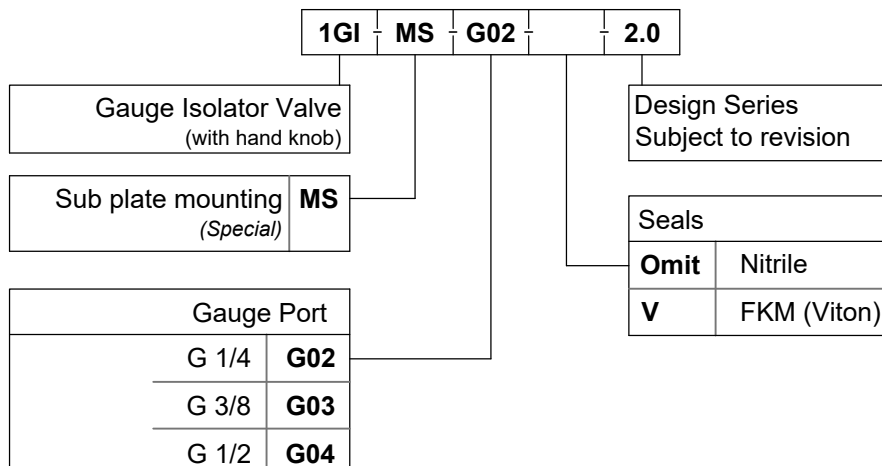 1GI - MS - G02 - - 2.0
Gauge Isolator Valve
(with hand knob)
Sub plate mounting MS
(Special)
Gauge Port
G 1/4 G02
G 3/8 G03
G 1/2 G04
Design Series
Subject to revision
Seals
Omit Nitrile
V FKM (Viton)